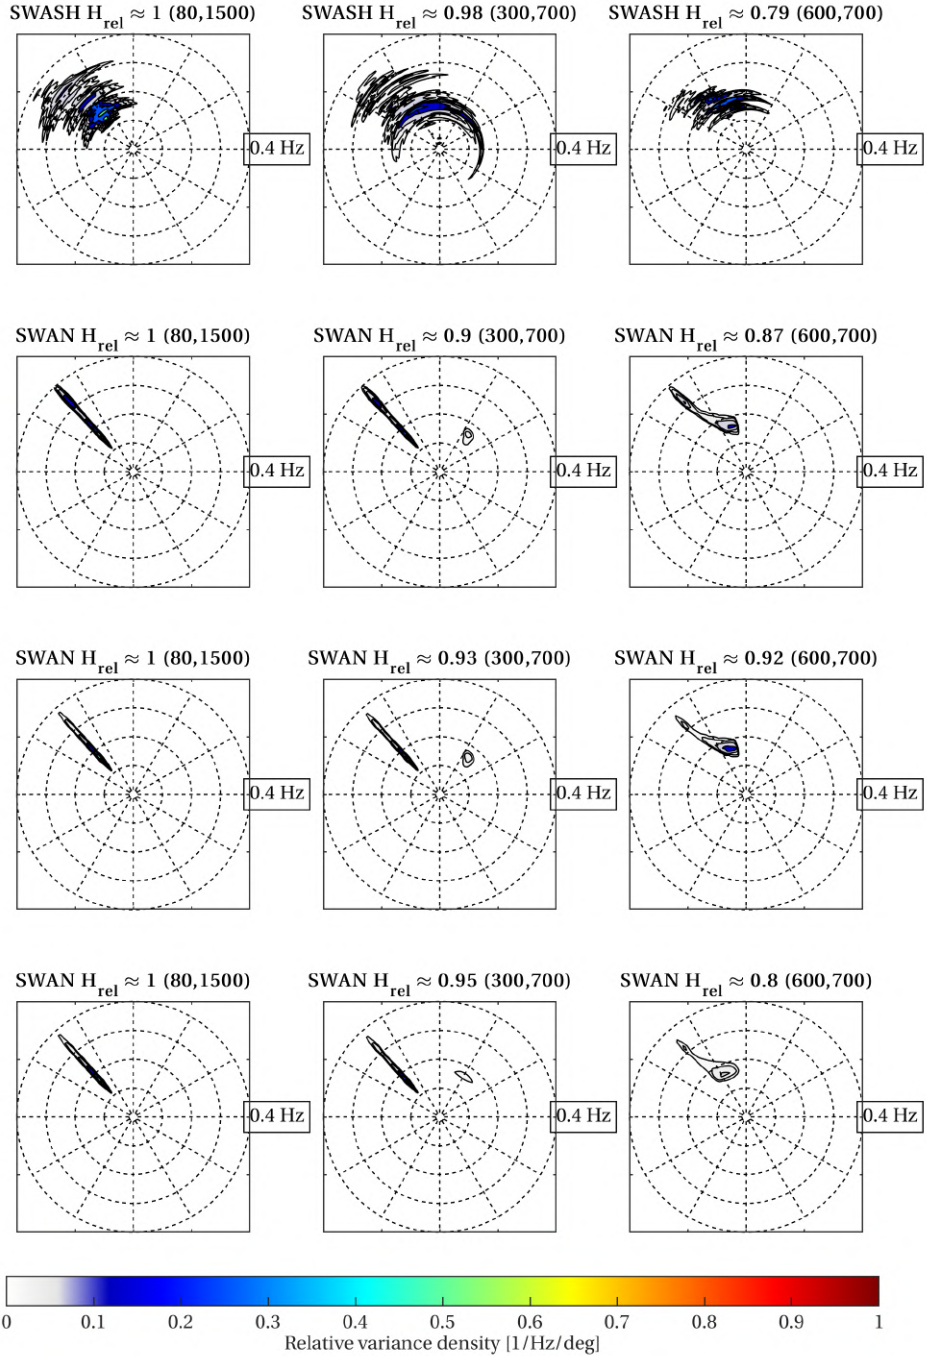 SWASH H_rel ≈ 1 (80,1500) SWASH H_rel ≈ 0.98 (300,700) SWASH H_rel ≈ 0.79 (600,700)
0.4 Hz 0.4 Hz 0.4 Hz
SWAN H_rel ≈ 1 (80,1500) SWAN H_rel ≈ 0.9 (300,700) SWAN H_rel ≈ 0.87 (600,700)
0.4 Hz 0.4 Hz 0.4 Hz
SWAN H_rel ≈ 1 (80,1500) SWAN H_rel ≈ 0.93 (300,700) SWAN H_rel ≈ 0.92 (600,700)
0.4 Hz 0.4 Hz 0.4 Hz
SWAN H_rel ≈ 1 (80,1500) SWAN H_rel ≈ 0.95 (300,700) SWAN H_rel ≈ 0.8 (600,700)
0.4 Hz 0.4 Hz 0.4 Hz
0 0.1 0.2 0.3 0.4 0.5 0.6 0.7 0.8 0.9 1
Relative variance density [1/Hz/deg]